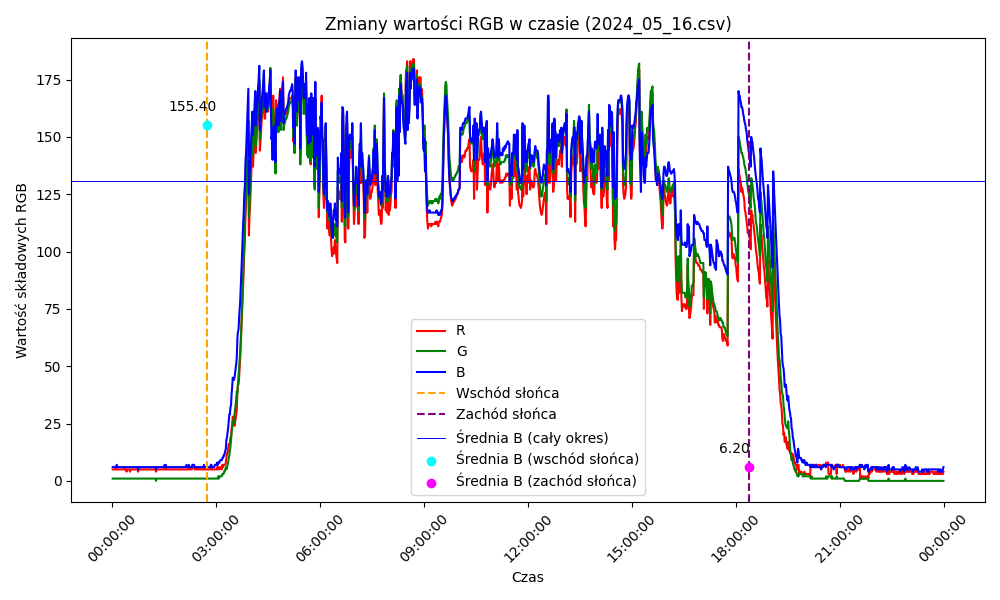 Zmiany wartości RGB w czasie (2024_05_16.csv)
Wartość składowych RGB
175
150
125
100
75
50
25
0
155.40
6.20
R
G
B
Wschód słońca
Zachód słońca
Średnia B (cały okres)
Średnia B (wschód słońca)
Średnia B (zachód słońca)
00:00:00
03:00:00
06:00:00
09:00:00
12:00:00
15:00:00
18:00:00
21:00:00
00:00:00
Czas